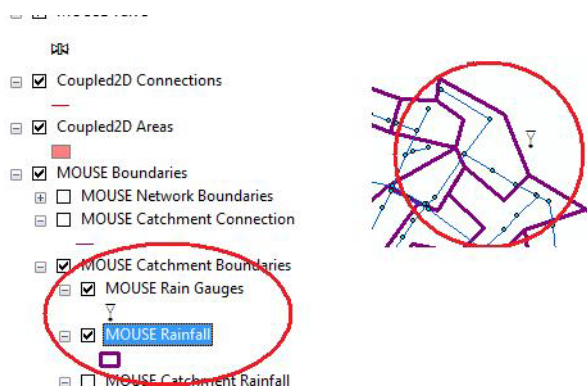 Coupled2D Connections
Coupled2D Areas
MOUSE Boundaries
MOUSE Network Boundaries
MOUSE Catchment Connection
MOUSE Catchment Boundaries
MOUSE Rain Gauges
MOUSE Rainfall
MOUSE Catchment Rainfall